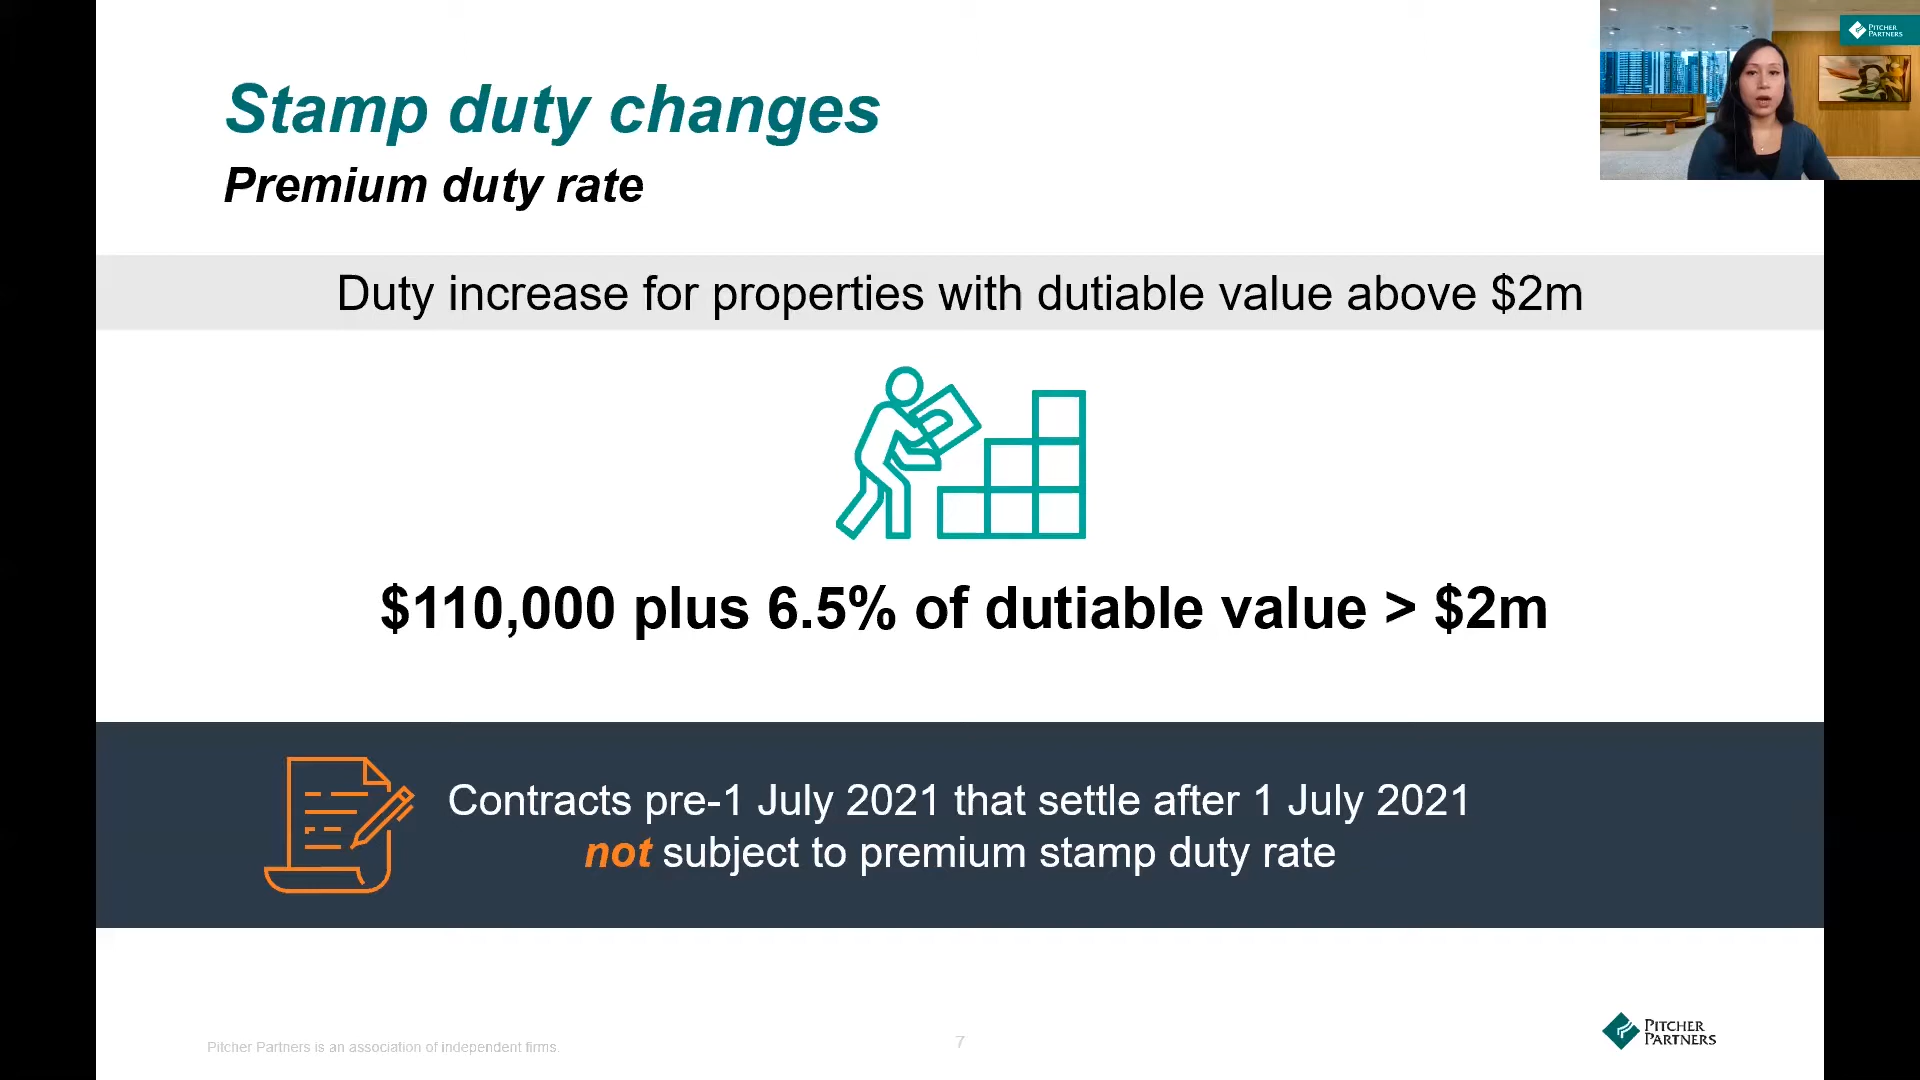 Stamp duty changes
Premium duty rate
PITCHER
PARTNERS
Duty increase for properties with dutiable value above $2m
$110,000 plus 6.5% of dutiable value > $2m
Contracts pre-1 July 2021 that settle after 1 July 2021
not subject to premium stamp duty rate
Pitcher Partners is an association of independent firms.
7
PITCHER
PARTNERS